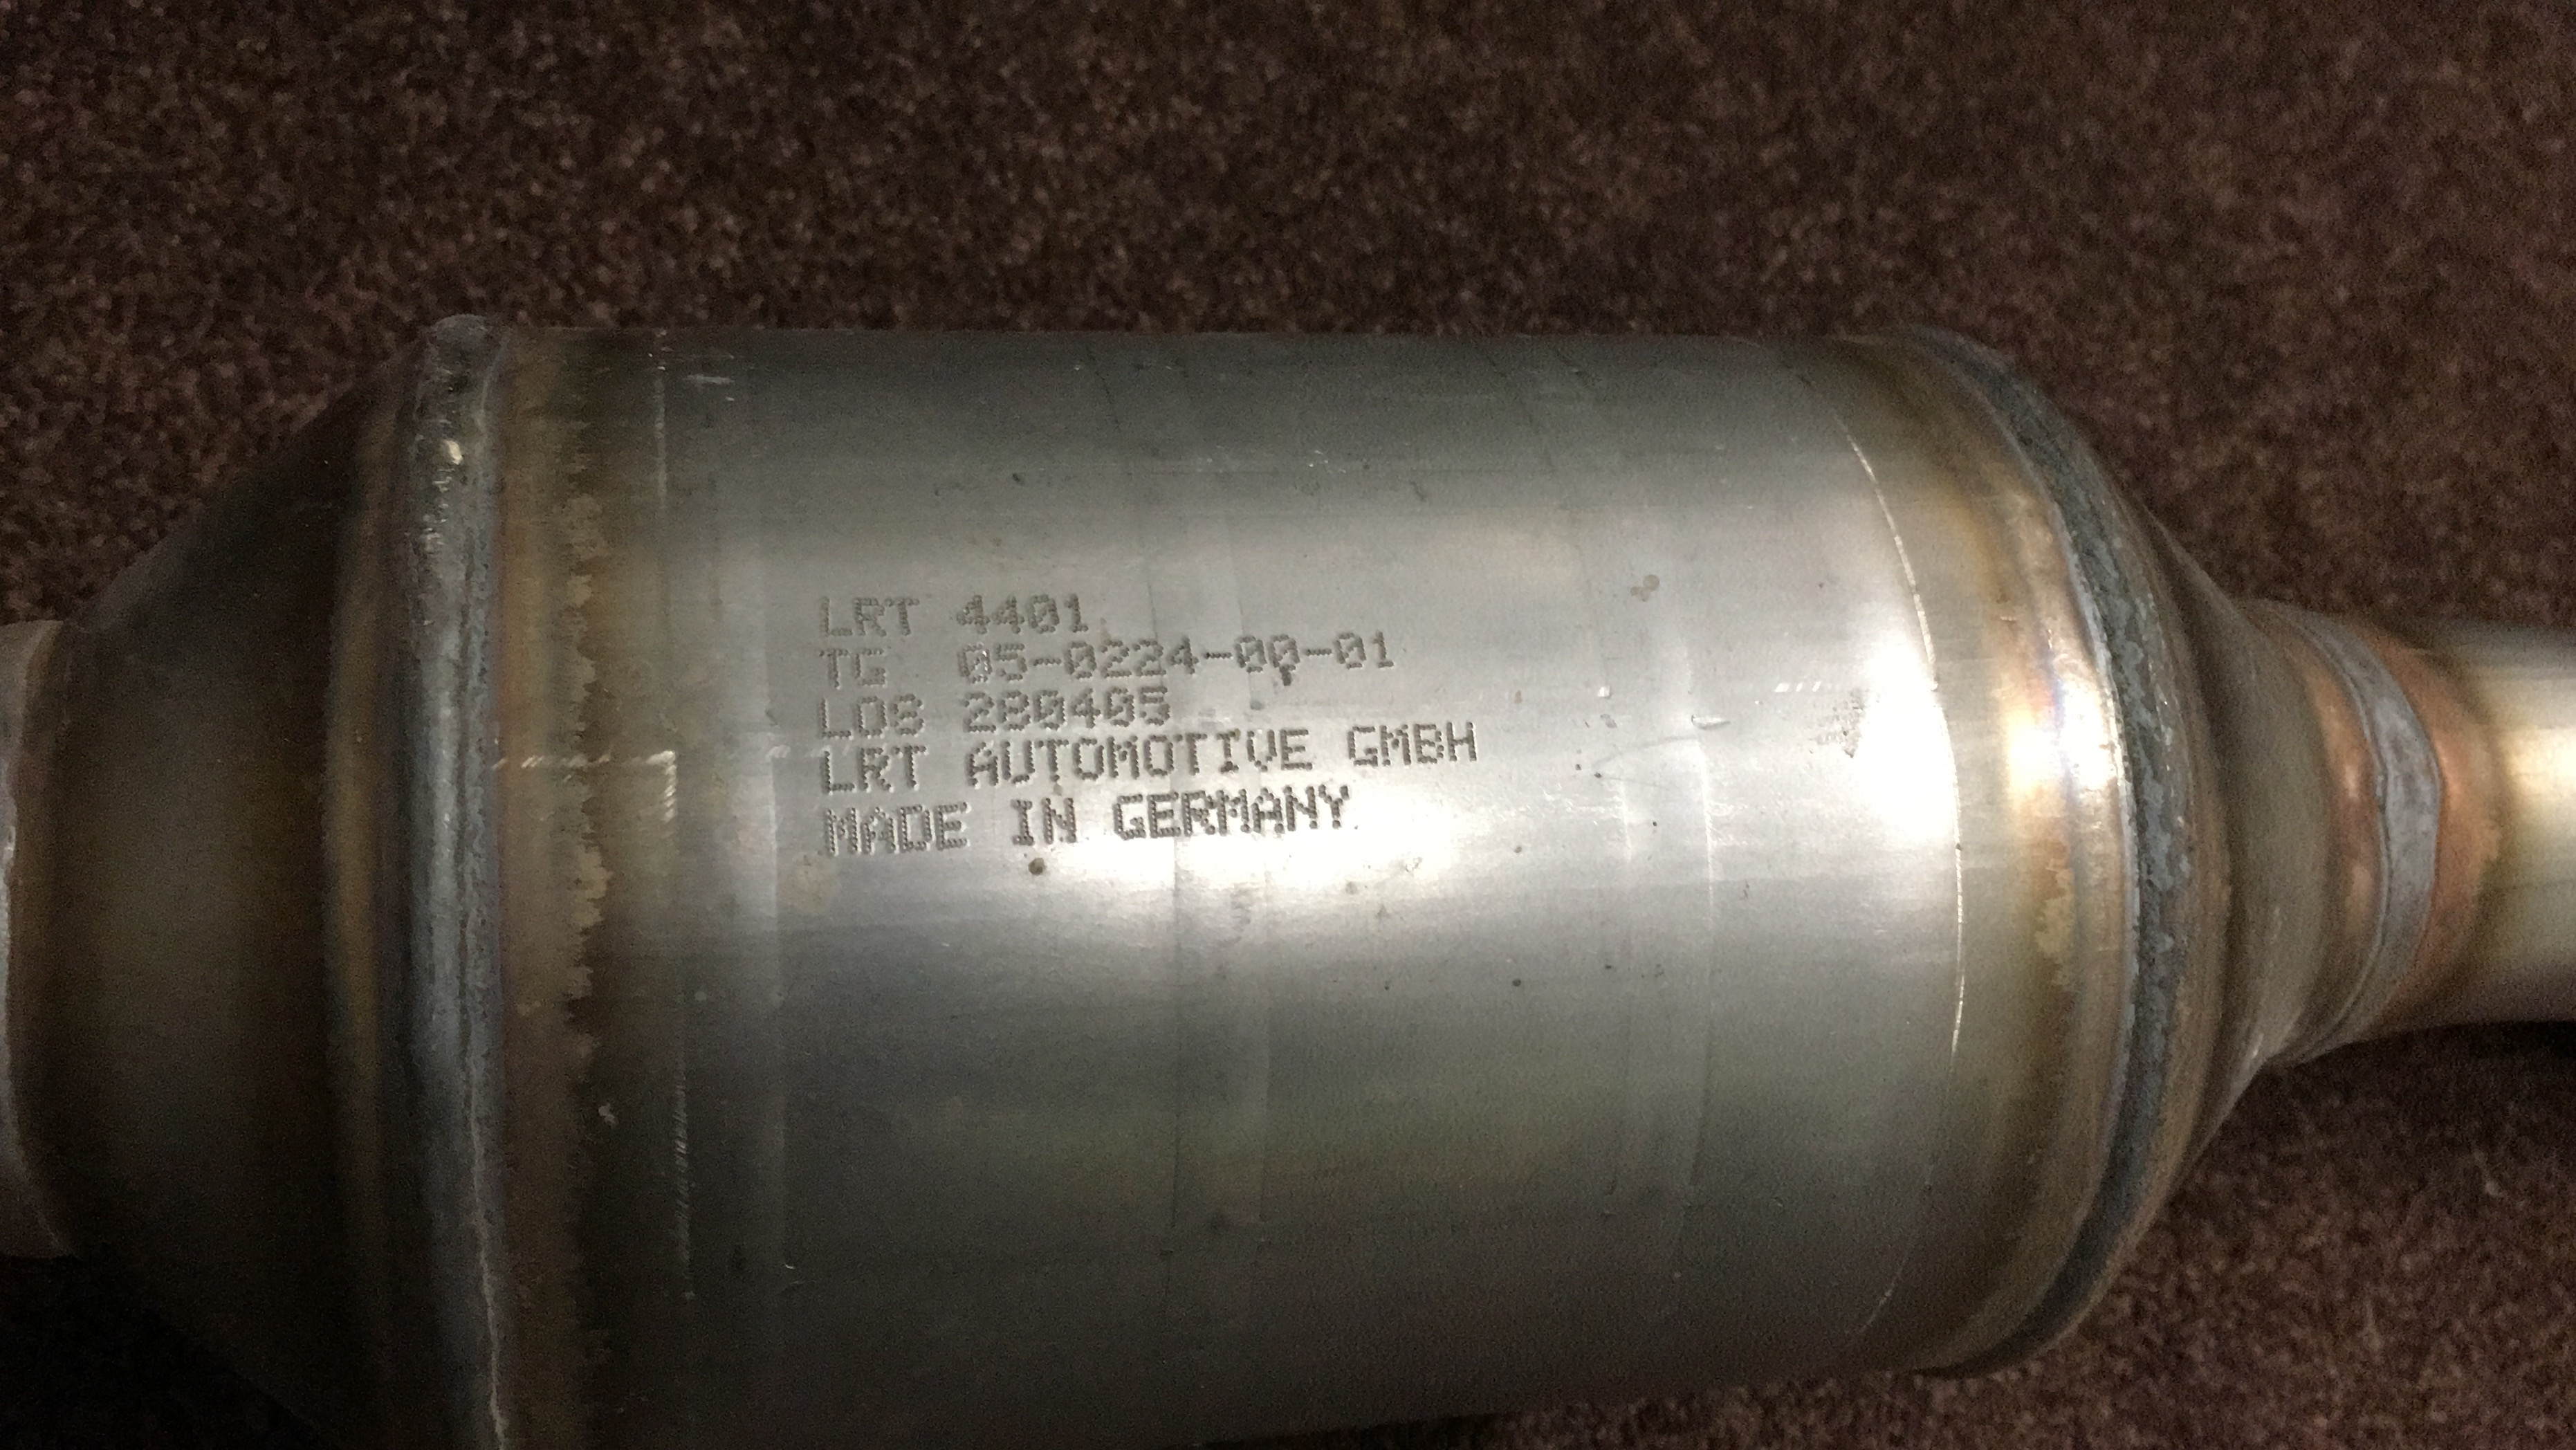 LRT 4401
TG 05-0224-00-01
LOS 280405
LRT AUTOMOTIVE GMBH
MADE IN GERMANY